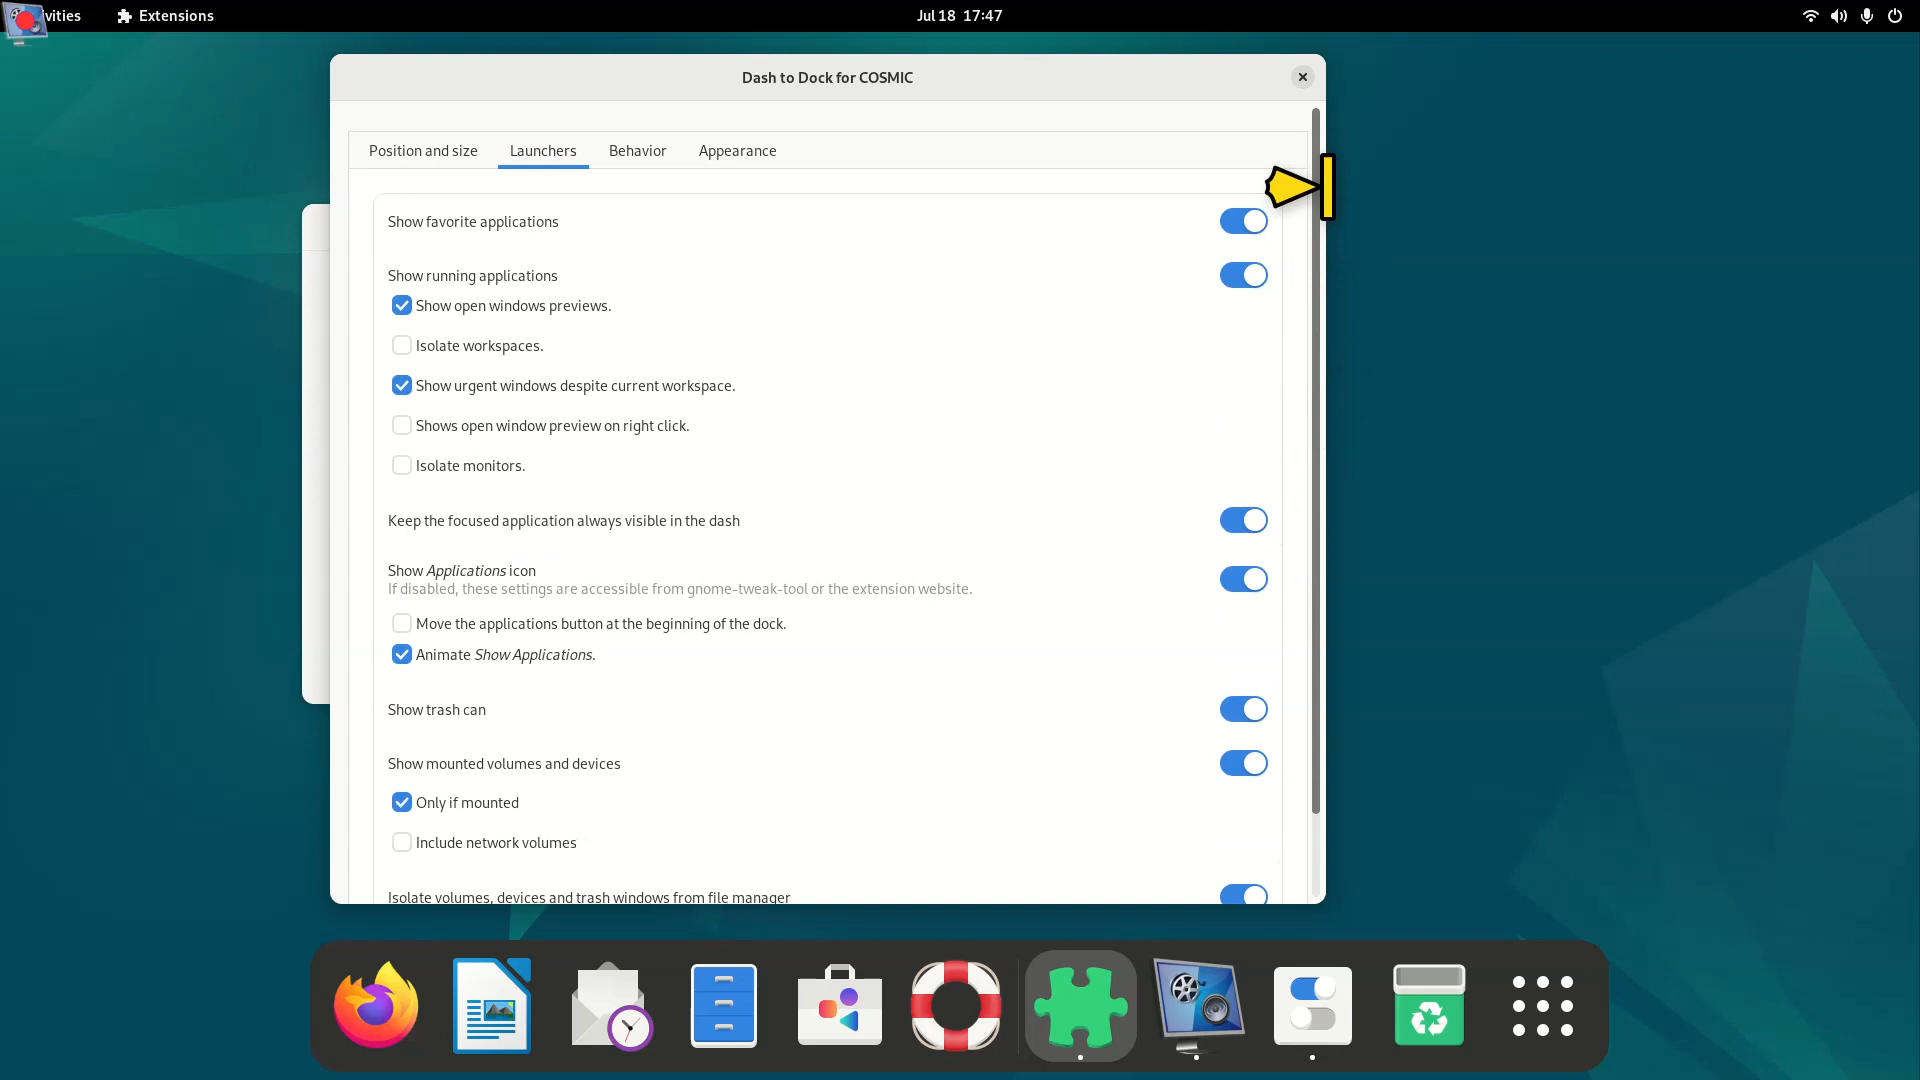 vities
Extensions
Jul 18 17:47
Dash to Dock for COSMIC
Position and size
Launchers
Behavior
Appearance
Show favorite applications
Show running applications
Show open windows previews.
Isolate workspaces.
Show urgent windows despite current workspace.
Shows open window preview on right click.
Isolate monitors.
Keep the focused application always visible in the dash
Show Applications icon
If disabled, these settings are accessible from gnome-tweak-tool or the extension website.
Move the applications button at the beginning of the dock.
Animate Show Applications.
Show trash can
Show mounted volumes and devices
Only if mounted
Include network volumes
Isolate volumes, devices and trash windows from file manager